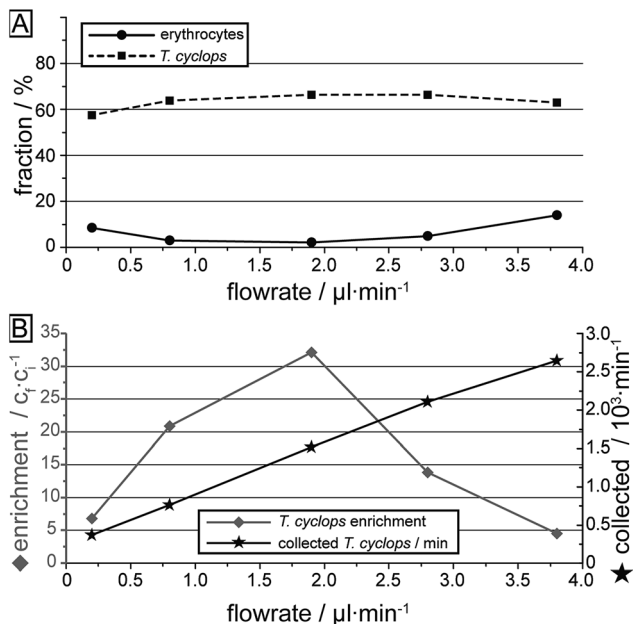 A
erythrocytes
T. cyclops
fraction / %
80
60
40
20
0
0 0.5 1.0 1.5 2.0 2.5 3.0 3.5 4.0
flowrate / µl·min⁻¹
B
enrichment / c_f·c_i⁻¹
35
30
25
20
15
10
5
0
T. cyclops enrichment
collected T. cyclops / min
3.0
2.5
2.0
1.5
1.0
0.5
0
collected / 10³·min⁻¹
0 0.5 1.0 1.5 2.0 2.5 3.0 3.5 4.0
flowrate / µl·min⁻¹